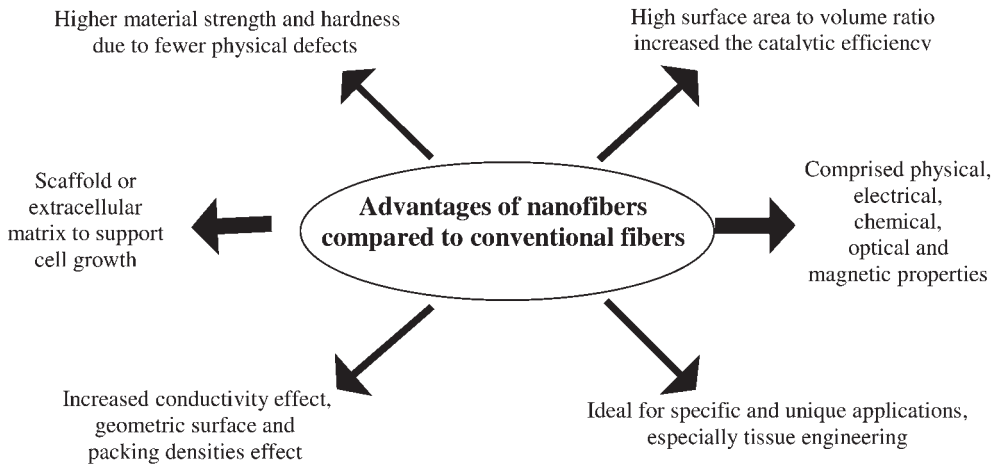 Higher material strength and hardness
due to fewer physical defects
High surface area to volume ratio
increased the catalytic efficiency
Scaffold or
extracellular
matrix to support
cell growth
Advantages of nanofibers
compared to conventional fibers
Comprised physical,
electrical,
chemical,
optical and
magnetic properties
Increased conductivity effect,
geometric surface and
packing densities effect
Ideal for specific and unique applications,
especially tissue engineering